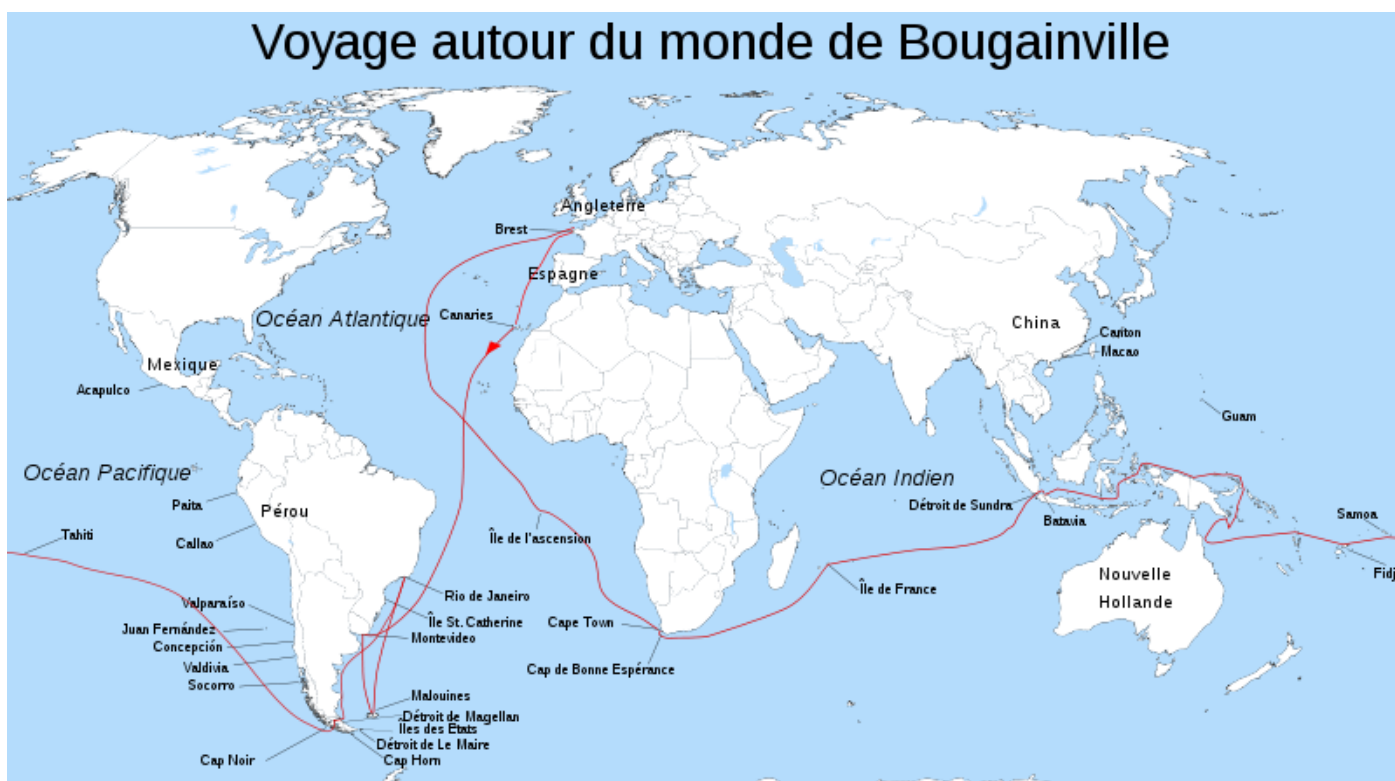 Voyage autour du monde de Bougainville
Angleterre
Brest
Espagne
Océan Atlantique
Canaries
China
Canton
Macao
Mexique
Acapulco
Guam
Océan Pacifique
Océan Indien
Paita
Pérou
Détroit de Sundra
Batavia
Samoa
Tahiti
Callao
Île de l'ascension
Fidj
Nouvelle
Hollande
Île de France
Rio de Janeiro
Valparaíso
Île St. Catherine
Cape Town
Juan Fernández
Montevideo
Concepción
Valdivia
Cap de Bonne Espérance
Socorro
Malouines
Détroit de Magellan
Îles des Etats
Détroit de Le Maire
Cap Noir
Cap Horn